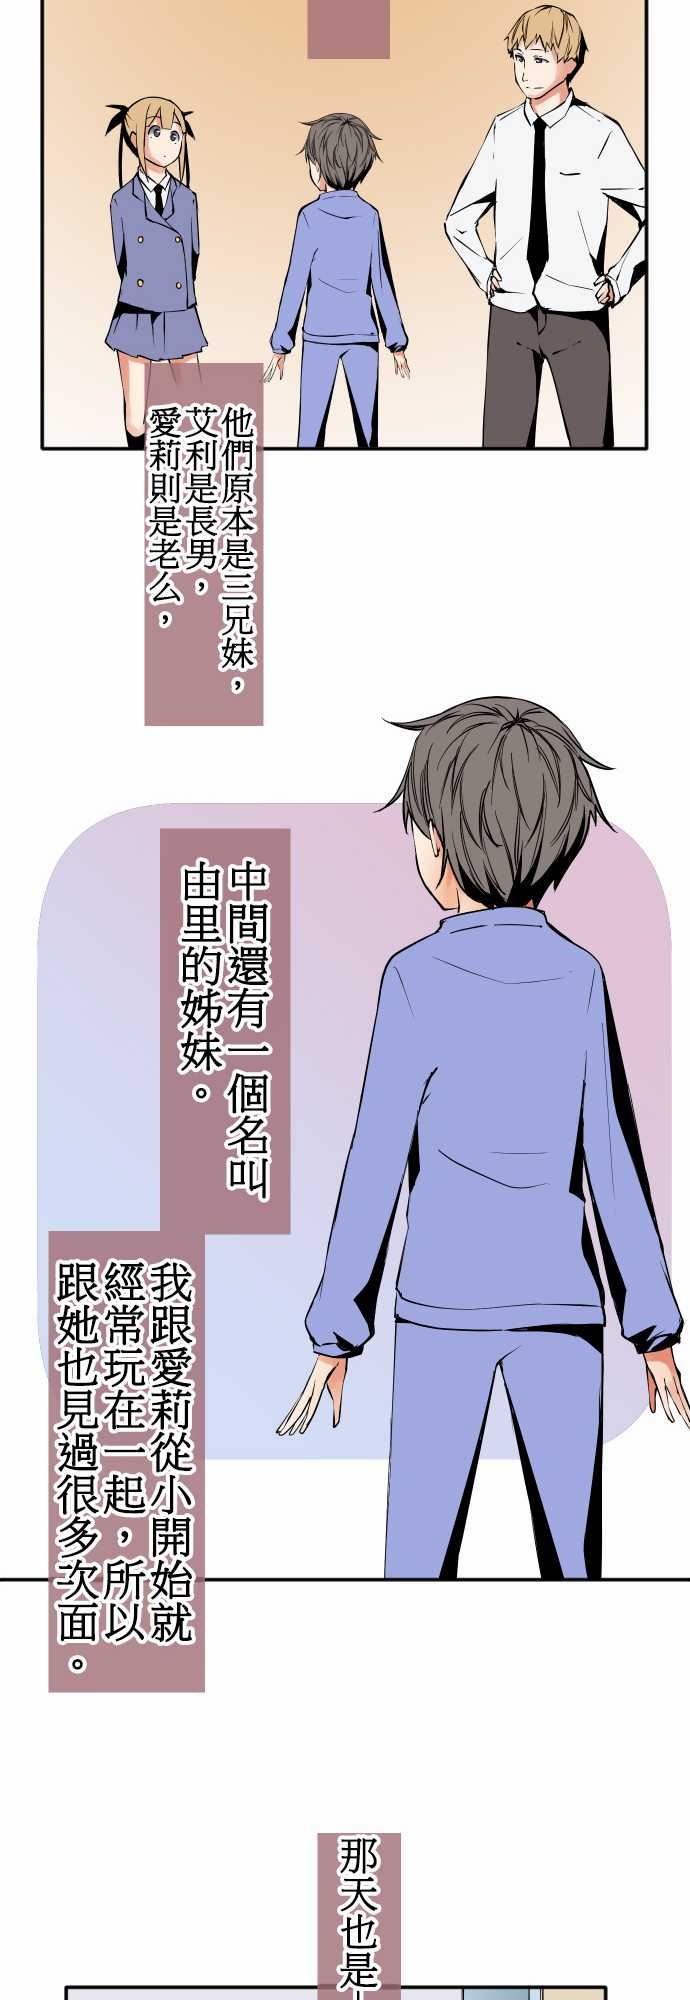 他們原本是三兄妹，
艾利是長男，
愛莉則是老么，
中間還有一個名叫
由里的姊妹。
我跟愛莉從小開始就
經常玩在一起，所以
跟她也見過很多次面。
那天也是